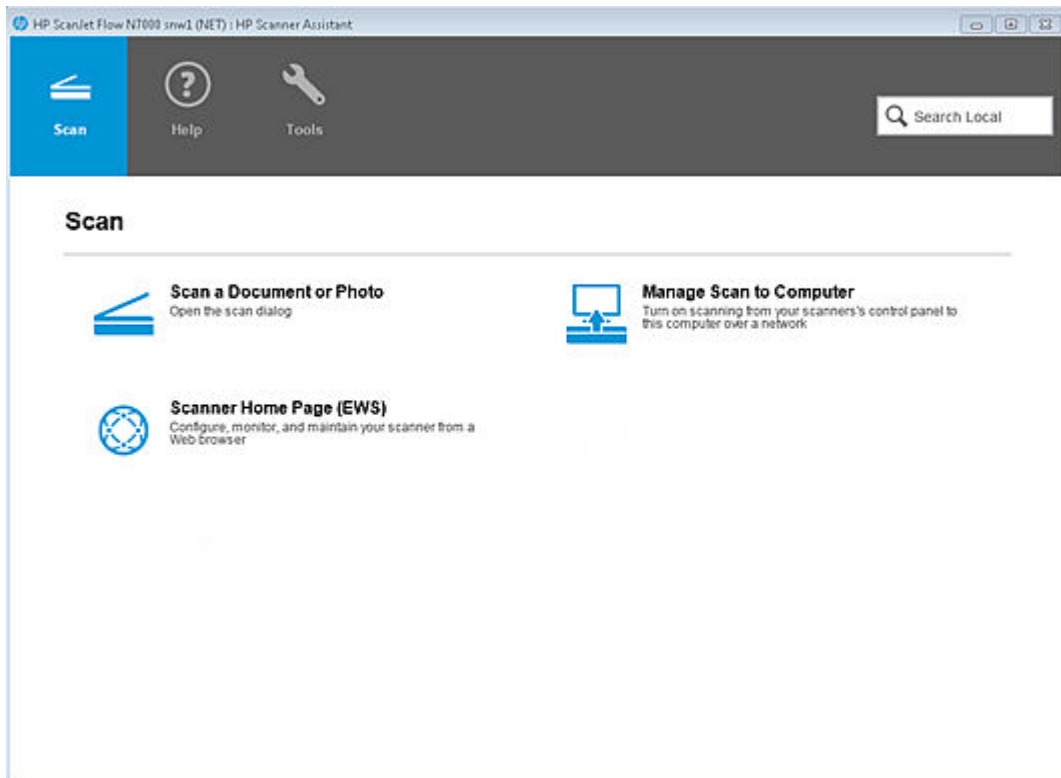 HP ScanJet Flow N7000 snw1 (NET) : HP Scanner Assistant
Scan
Help
Tools
Search Local
Scan
Scan a Document or Photo
Open the scan dialog
Manage Scan to Computer
Turn on scanning from your scanners's control panel to
this computer over a network
Scanner Home Page (EWS)
Configure, monitor, and maintain your scanner from a
Web browser